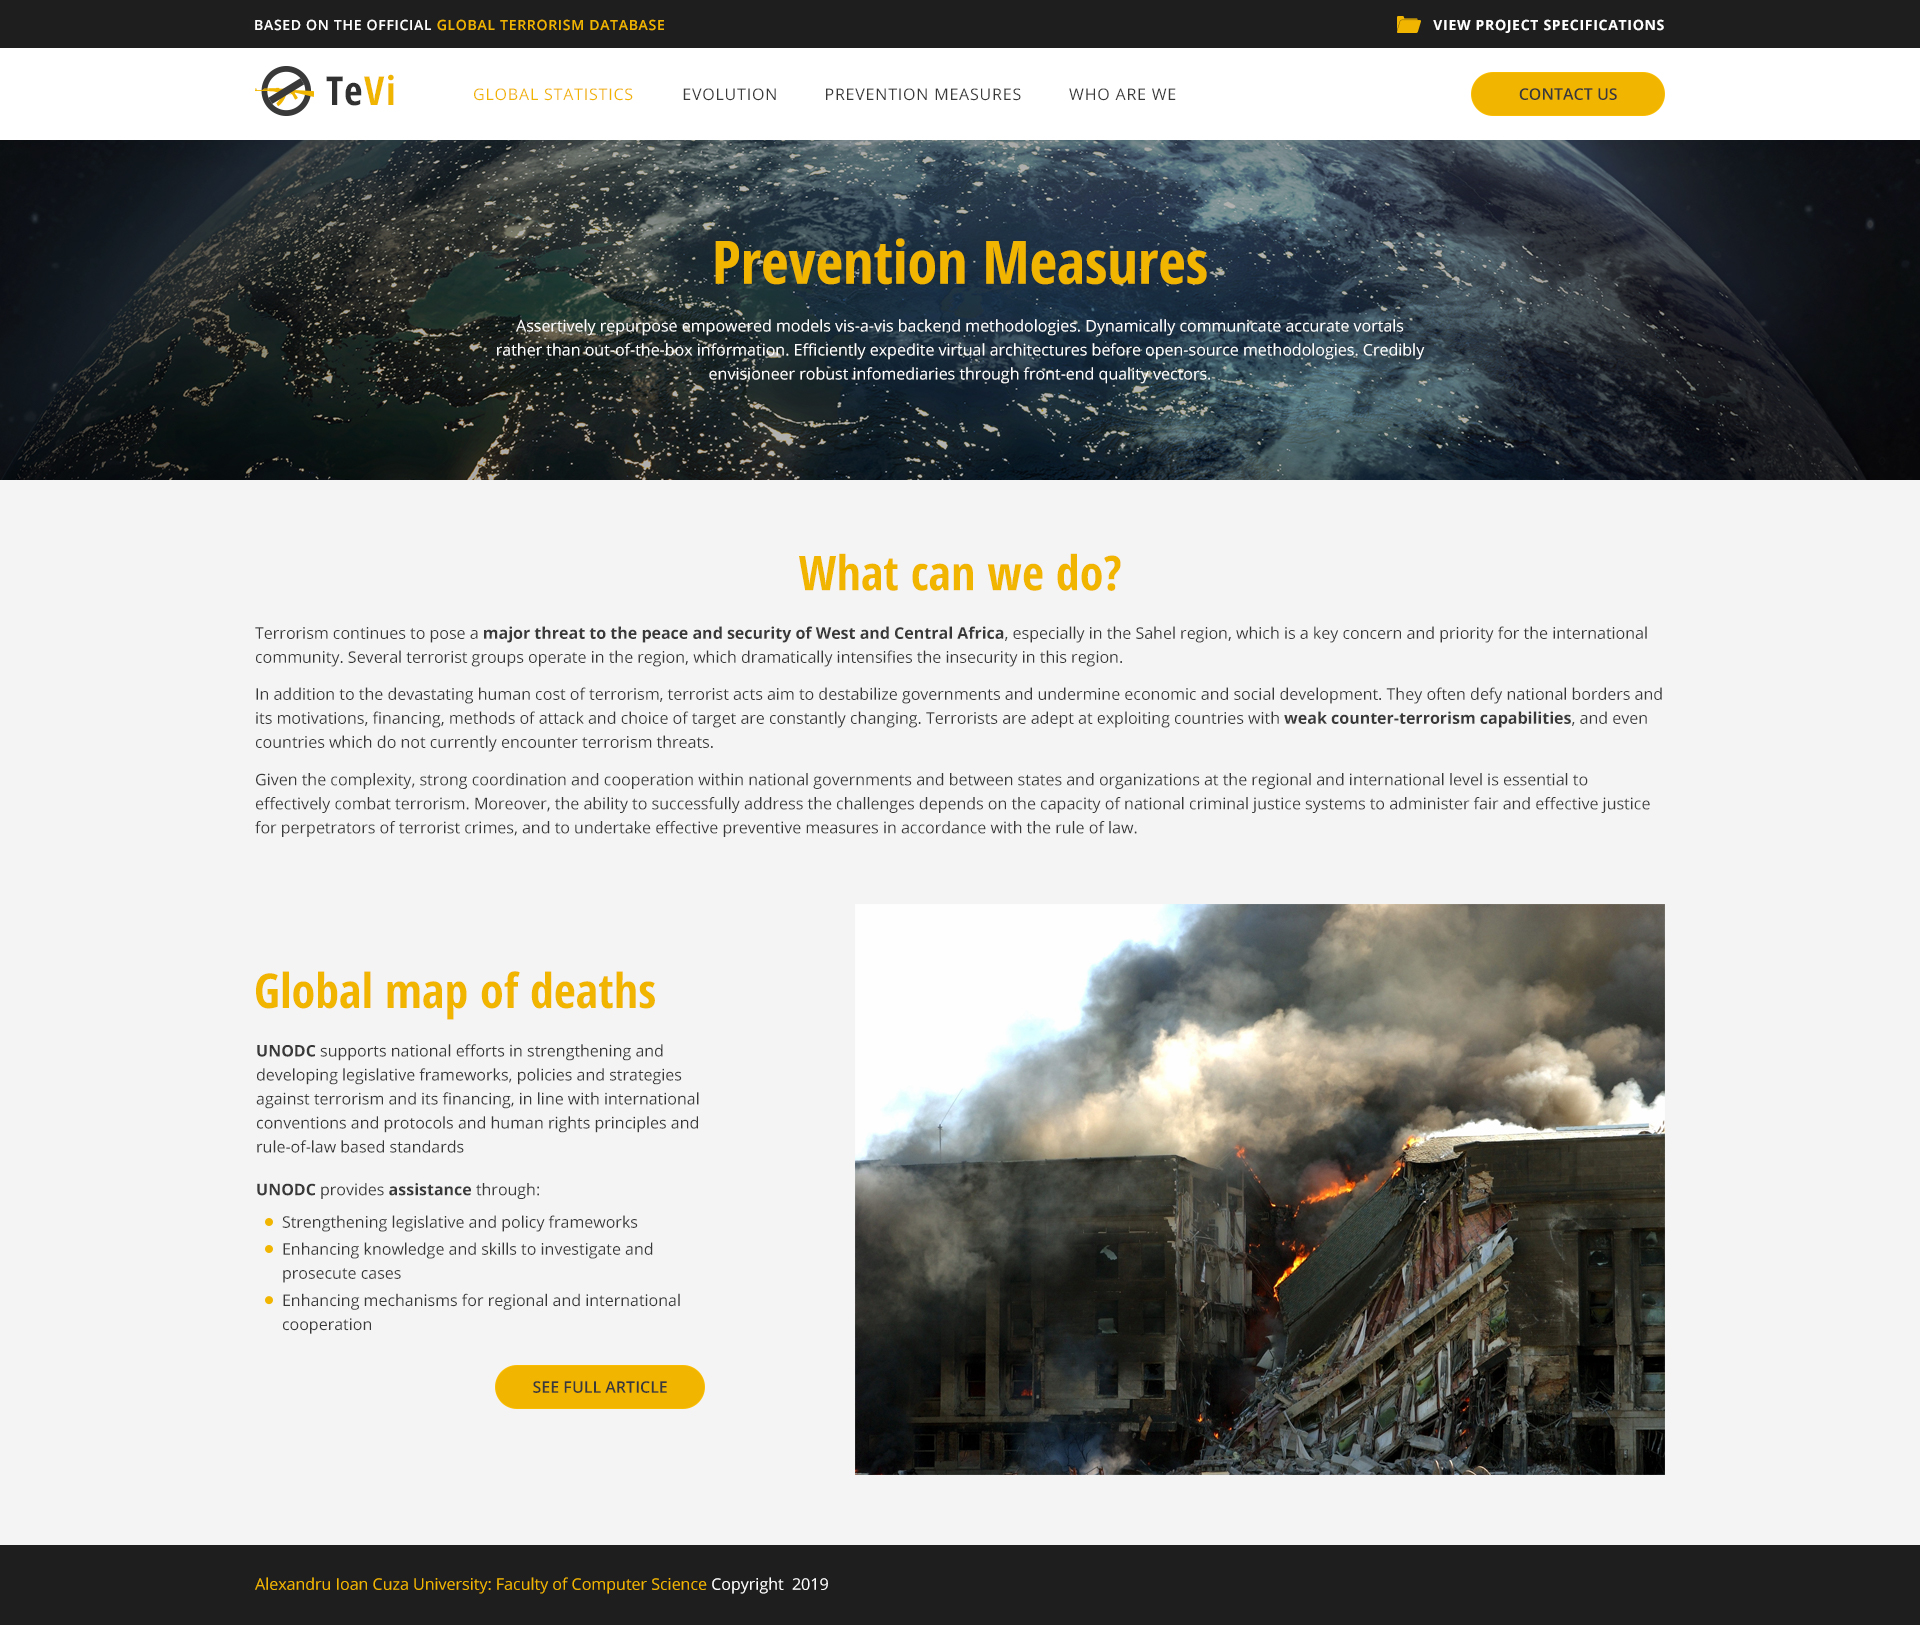 BASED ON THE OFFICIAL GLOBAL TERRORISM DATABASE
VIEW PROJECT SPECIFICATIONS
TeVi
GLOBAL STATISTICS
EVOLUTION
PREVENTION MEASURES
WHO ARE WE
CONTACT US
Prevention Measures
Assertively repurpose empowered models vis-a-vis backend methodologies. Dynamically communicate accurate vortals
rather than out-of-the-box information. Efficiently expedite virtual architectures before open-source methodologies. Credibly
envisioneer robust infomediaries through front-end quality vectors.
What can we do?
Terrorism continues to pose a major threat to the peace and security of West and Central Africa, especially in the Sahel region, which is a key concern and priority for the international
community. Several terrorist groups operate in the region, which dramatically intensifies the insecurity in this region.
In addition to the devastating human cost of terrorism, terrorist acts aim to destabilize governments and undermine economic and social development. They often defy national borders and
its motivations, financing, methods of attack and choice of target are constantly changing. Terrorists are adept at exploiting countries with weak counter-terrorism capabilities, and even
countries which do not currently encounter terrorism threats.
Given the complexity, strong coordination and cooperation within national governments and between states and organizations at the regional and international level is essential to
effectively combat terrorism. Moreover, the ability to successfully address the challenges depends on the capacity of national criminal justice systems to administer fair and effective justice
for perpetrators of terrorist crimes, and to undertake effective preventive measures in accordance with the rule of law.
Global map of deaths
UNODC supports national efforts in strengthening and
developing legislative frameworks, policies and strategies
against terrorism and its financing, in line with international
conventions and protocols and human rights principles and
rule-of-law based standards
UNODC provides assistance through:
Strengthening legislative and policy frameworks
Enhancing knowledge and skills to investigate and
prosecute cases
Enhancing mechanisms for regional and international
cooperation
SEE FULL ARTICLE
Alexandru Ioan Cuza University: Faculty of Computer Science Copyright 2019